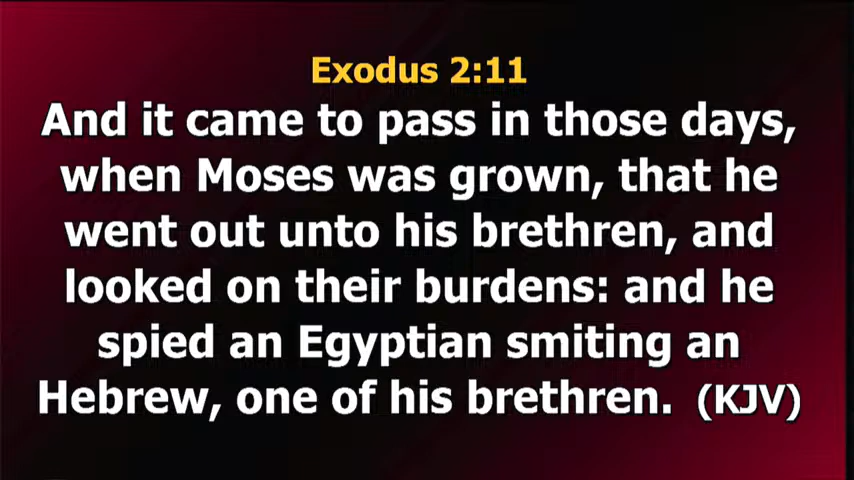 Exodus 2:11
And it came to pass in those days,
when Moses was grown, that he
went out unto his brethren, and
looked on their burdens: and he
spied an Egyptian smiting an
Hebrew, one of his brethren. (KJV)